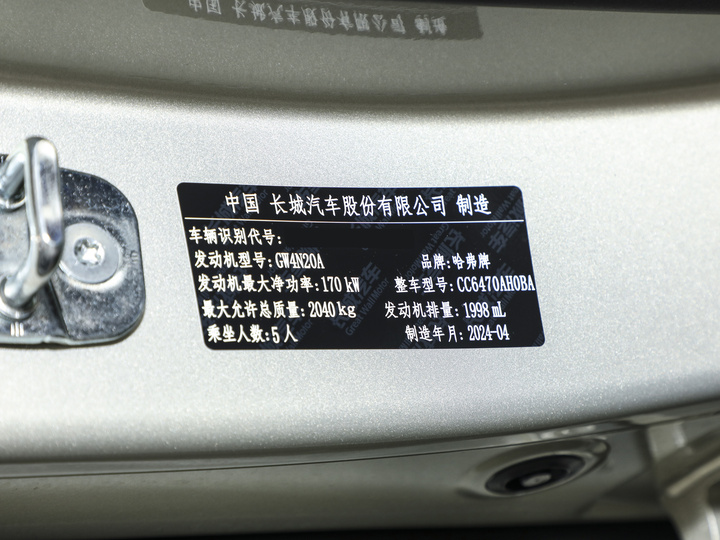 中国 长城汽车股份有限公司 制造
车辆识别代号:
发动机型号: GW4N20A 品牌: 哈弗牌
发动机最大净功率: 170 kW 整车型号: CC6470AH0BA
最大允许总质量: 2040 kg 发动机排量: 1998 mL
乘坐人数: 5 人 制造年月: 2024-04